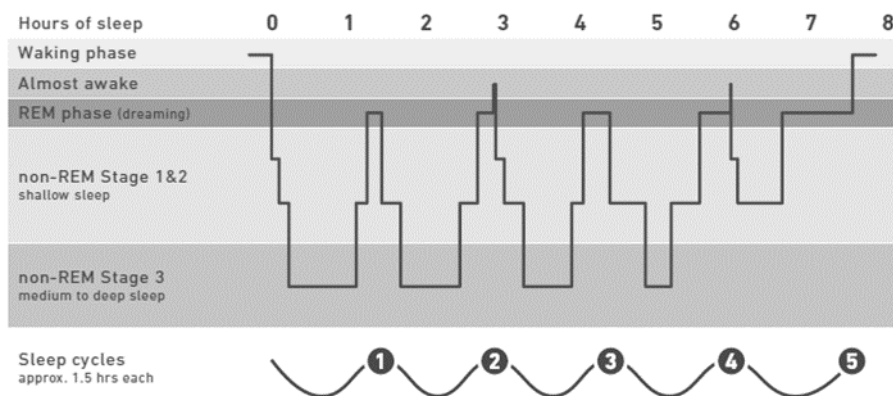 Hours of sleep 0 1 2 3 4 5 6 7 8
Waking phase
Almost awake
REM phase (dreaming)
non-REM Stage 1&2
shallow sleep
non-REM Stage 3
medium to deep sleep
Sleep cycles 1 2 3 4 5
approx. 1.5 hrs each